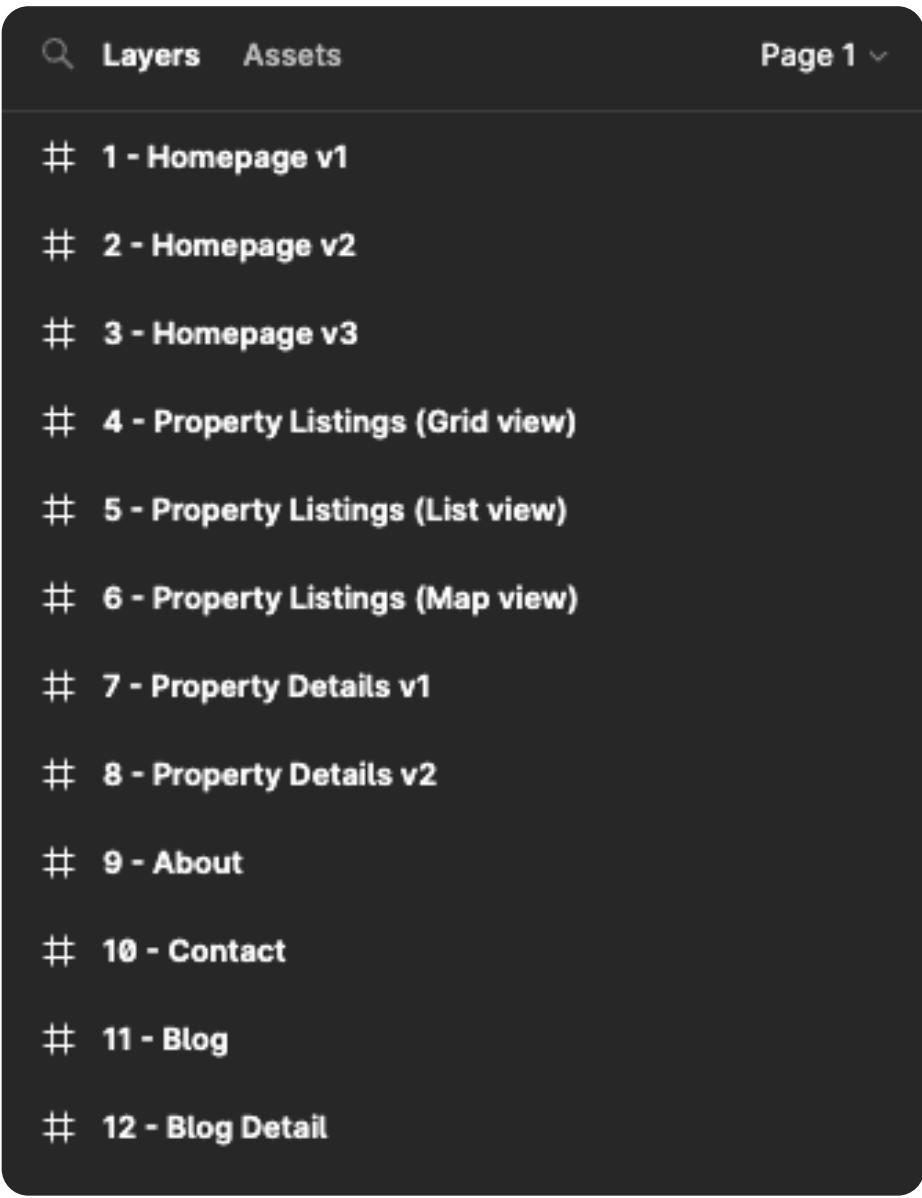 Layers Assets Page 1
1 - Homepage v1
2 - Homepage v2
3 - Homepage v3
4 - Property Listings (Grid view)
5 - Property Listings (List view)
6 - Property Listings (Map view)
7 - Property Details v1
8 - Property Details v2
9 - About
10 - Contact
11 - Blog
12 - Blog Detail